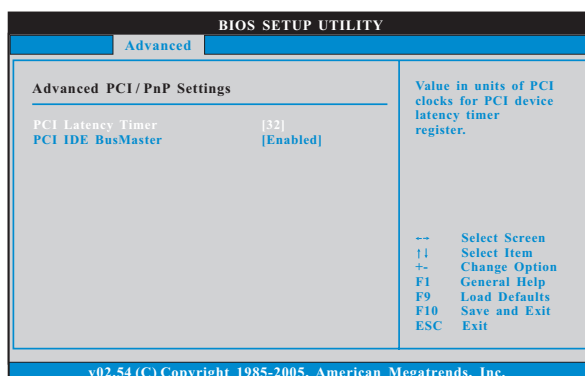 BIOS SETUP UTILITY
Advanced
Advanced PCI / PnP Settings
PCI Latency Timer [32]
PCI IDE BusMaster [Enabled]
Value in units of PCI
clocks for PCI device
latency timer
register.
←→ Select Screen
↑↓ Select Item
+- Change Option
F1 General Help
F9 Load Defaults
F10 Save and Exit
ESC Exit
v02.54 (C) Copyright 1985-2005, American Megatrends, Inc.